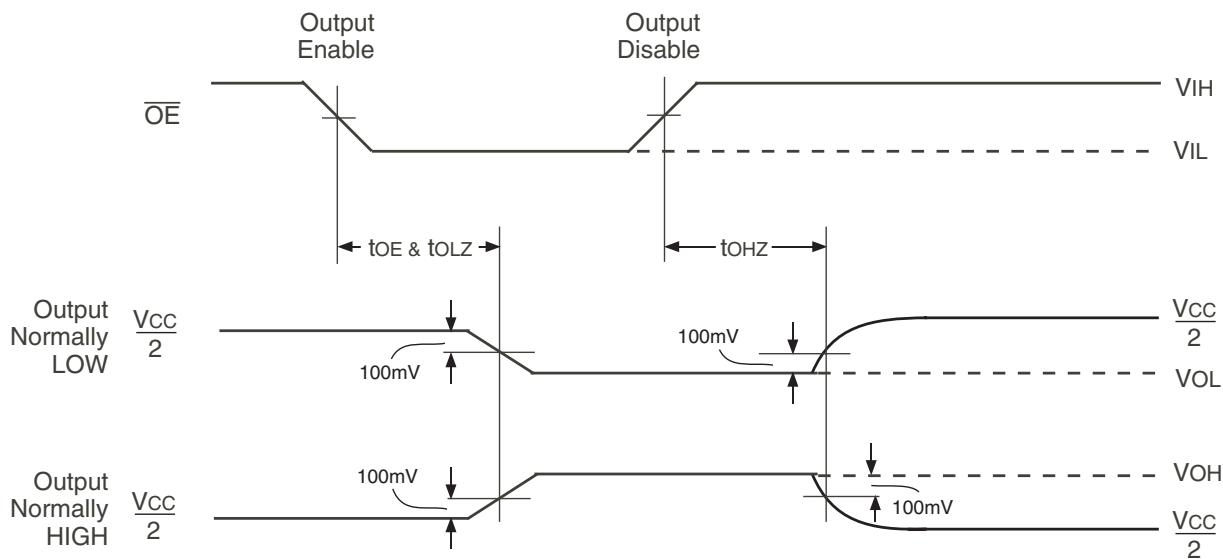 Output
Enable
Output
Disable
OE
VIH
VIL
tOE & tOLZ
tOHZ
Output
Normally
LOW
VCC
2
100mV
100mV
VCC
2
VOL
Output
Normally
HIGH
VCC
2
100mV
100mV
VOH
VCC
2